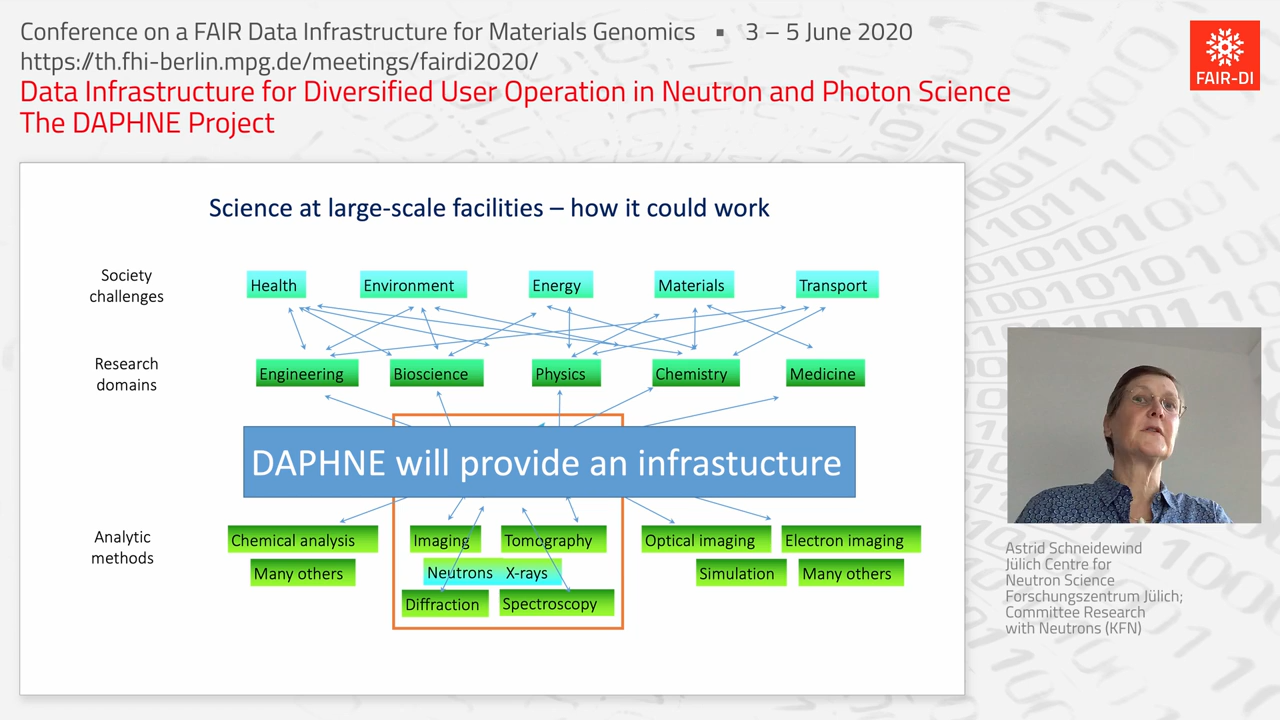 Conference on a FAIR Data Infrastructure for Materials Genomics ▪ 3 – 5 June 2020
https://th.fhi-berlin.mpg.de/meetings/fairdi2020/
Data Infrastructure for Diversified User Operation in Neutron and Photon Science
The DAPHNE Project
FAIR-DI
Science at large-scale facilities – how it could work
Society
challenges
Health Environment Energy Materials Transport
Research
domains
Engineering Bioscience Physics Chemistry Medicine
DAPHNE will provide an infrastucture
Analytic
methods
Chemical analysis Imaging Tomography Optical imaging Electron imaging
Many others Neutrons X-rays Simulation Many others
Diffraction Spectroscopy
Astrid Schneidewind
Jülich Centre for
Neutron Science
Forschungszentrum Jülich;
Committee Research
with Neutrons (KFN)